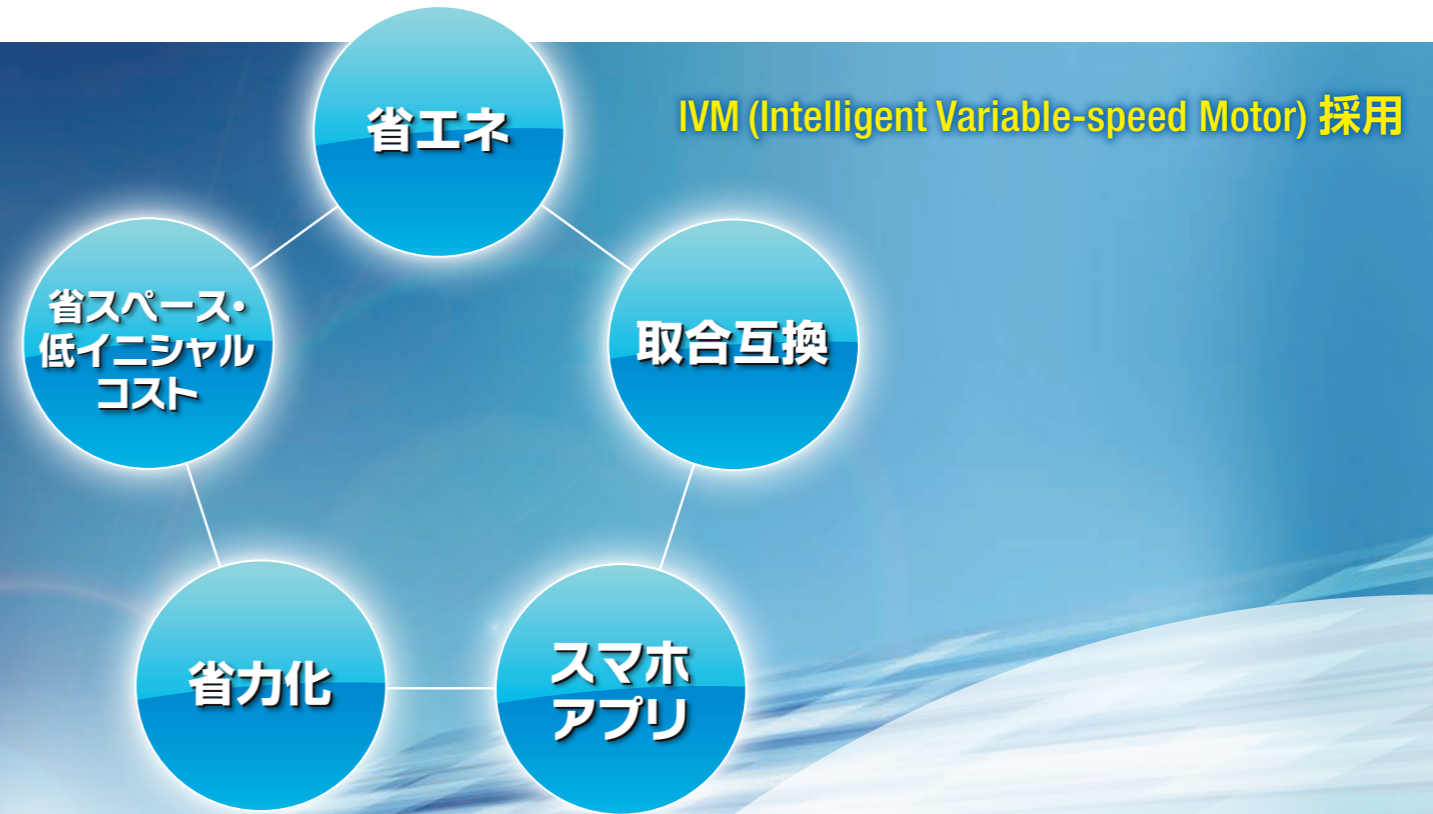 省エネ
IVM (Intelligent Variable-speed Motor) 採用
省スペース・
低イニシャル
コスト
取合互換
省力化
スマホ
アプリ